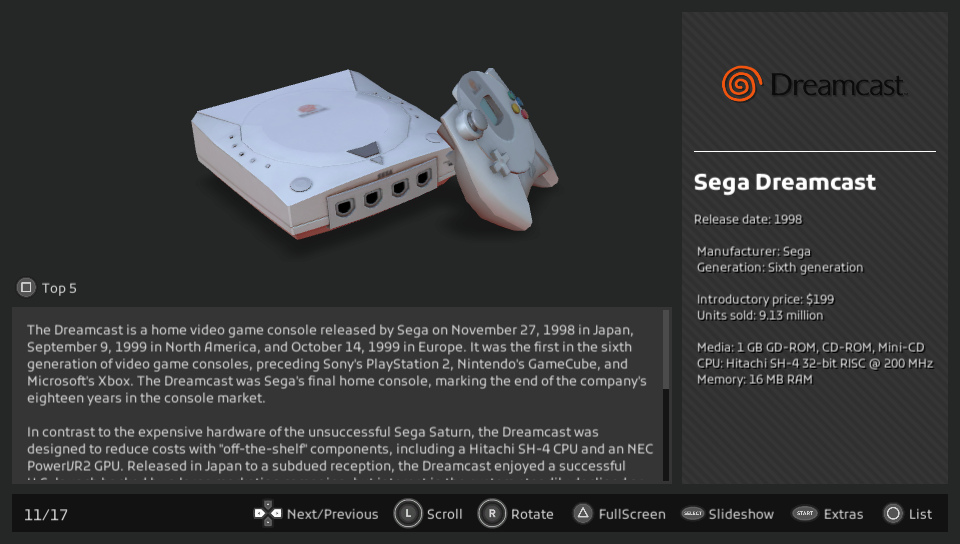 Dreamcast
Sega Dreamcast
Release date: 1998
Manufacturer: Sega
Generation: Sixth generation
Introductory price: $199
Units sold: 9.13 million
Media: 1 GB GD-ROM, CD-ROM, Mini-CD
CPU: Hitachi SH-4 32-bit RISC @ 200 MHz
Memory: 16 MB RAM
SEGA
Top 5
The Dreamcast is a home video game console released by Sega on November 27, 1998 in Japan,
September 9, 1999 in North America, and October 14, 1999 in Europe. It was the first in the sixth
generation of video game consoles, preceding Sony's PlayStation 2, Nintendo's GameCube, and
Microsoft's Xbox. The Dreamcast was Sega's final home console, marking the end of the company's
eighteen years in the console market.
In contrast to the expensive hardware of the unsuccessful Sega Saturn, the Dreamcast was
designed to reduce costs with "off-the-shelf" components, including a Hitachi SH-4 CPU and an NEC
PowerVR2 GPU. Released in Japan to a subdued reception, the Dreamcast enjoyed a successful
11/17
Next/Previous
L Scroll
R Rotate
FullScreen
SELECT Slideshow
START Extras
List